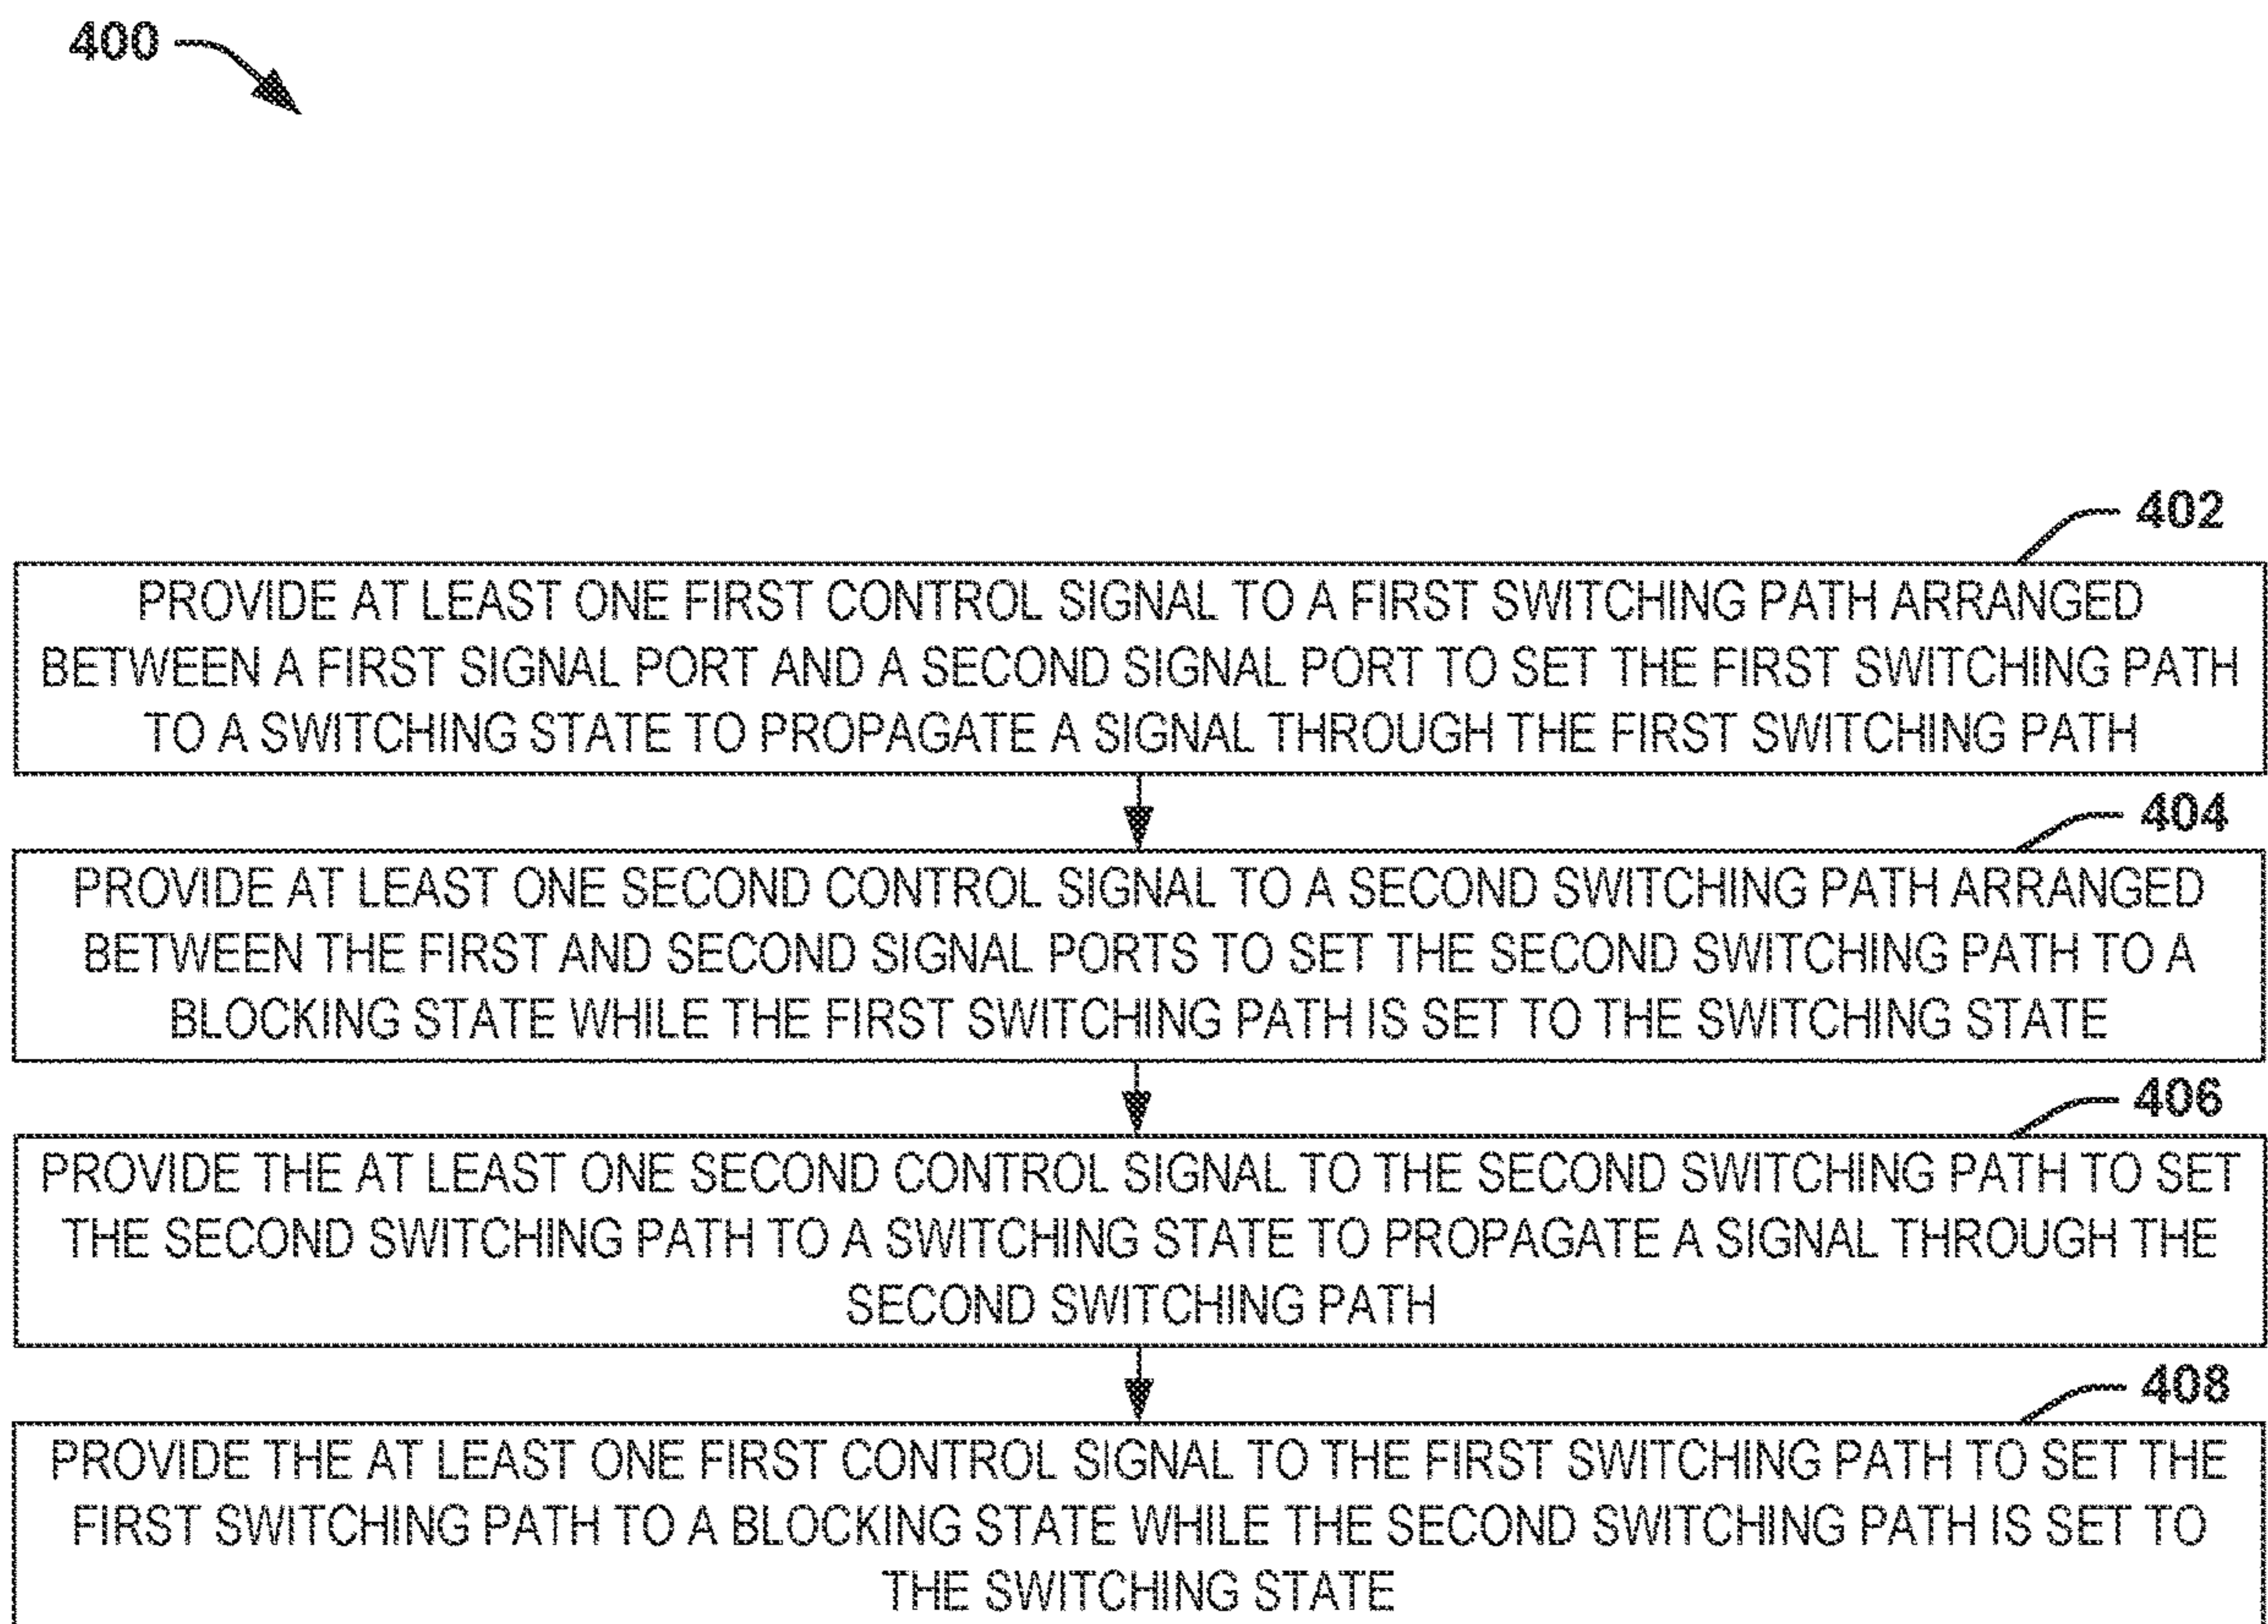 400
402
PROVIDE AT LEAST ONE FIRST CONTROL SIGNAL TO A FIRST SWITCHING PATH ARRANGED
BETWEEN A FIRST SIGNAL PORT AND A SECOND SIGNAL PORT TO SET THE FIRST SWITCHING PATH
TO A SWITCHING STATE TO PROPAGATE A SIGNAL THROUGH THE FIRST SWITCHING PATH
404
PROVIDE AT LEAST ONE SECOND CONTROL SIGNAL TO A SECOND SWITCHING PATH ARRANGED
BETWEEN THE FIRST AND SECOND SIGNAL PORTS TO SET THE SECOND SWITCHING PATH TO A
BLOCKING STATE WHILE THE FIRST SWITCHING PATH IS SET TO THE SWITCHING STATE
406
PROVIDE THE AT LEAST ONE SECOND CONTROL SIGNAL TO THE SECOND SWITCHING PATH TO SET
THE SECOND SWITCHING PATH TO A SWITCHING STATE TO PROPAGATE A SIGNAL THROUGH THE
SECOND SWITCHING PATH
408
PROVIDE THE AT LEAST ONE FIRST CONTROL SIGNAL TO THE FIRST SWITCHING PATH TO SET THE
FIRST SWITCHING PATH TO A BLOCKING STATE WHILE THE SECOND SWITCHING PATH IS SET TO
THE SWITCHING STATE